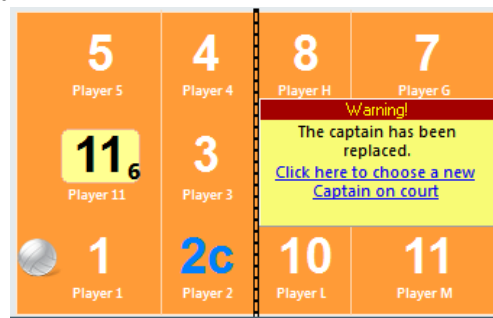 5 4 8 7
Player 5 Player 4 Player H Player G
Warning!
The captain has been
replaced.
Click here to choose a new
Captain on court
11 6 3
Player 11 Player 3
1 2c 10 11
Player 1 Player 2 Player L Player M